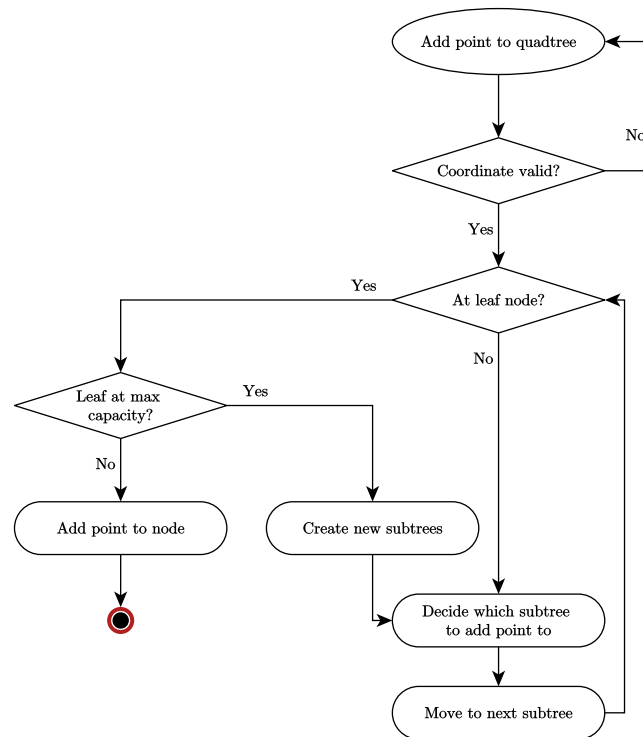 Add point to quadtree
No
Coordinate valid?
Yes
Yes
At leaf node?
No
Leaf at max
capacity?
Yes
No
Add point to node
Create new subtrees
Decide which subtree
to add point to
Move to next subtree